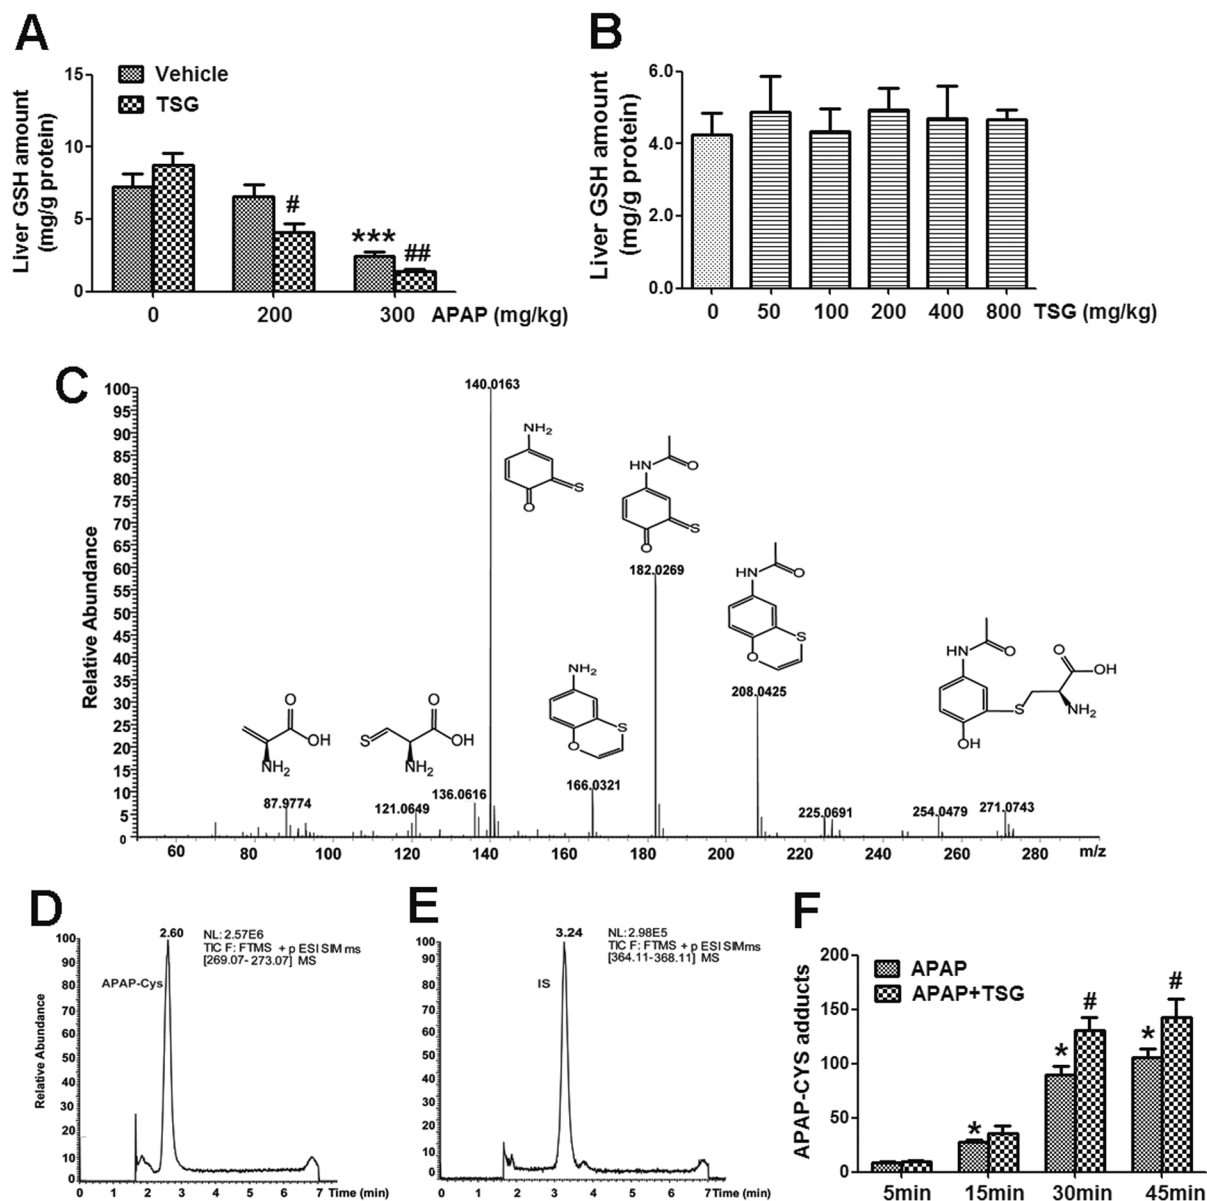 A
Liver GSH amount
(mg/g protein)
15
10
5
0
Vehicle
TSG
#
***
##
0 200 300 APAP (mg/kg)
B
Liver GSH amount
(mg/g protein)
6.0
4.0
2.0
0.0
0 50 100 200 400 800 TSG (mg/kg)
C
Relative Abundance
100
95
90
85
80
75
70
65
60
55
50
45
40
35
30
25
20
15
10
5
0
140.0163
NH2
S
O
HN
O
S
O
182.0269
HN
O
S
O
208.0425
NH2
S
O
166.0321
HN
O
S
OH
O
OH
NH2
O
OH
NH2
87.9774
S
O
OH
NH2
121.0649
136.0616
225.0691
254.0479
271.0743
60 80 100 120 140 160 180 200 220 240 260 280 m/z
D
2.60
NL: 2.57E6
TIC F: FTMS + p ESI SIM ms
[269.07-273.07] MS
APAP-Cys
Relative Abundance
100
90
80
70
60
50
40
30
20
10
0
0 1 2 3 4 5 6 7 Time (min)
E
3.24
NL: 2.98E5
TIC F: FTMS + p ESI SIMms
[364.11-368.11] MS
IS
100
90
80
70
60
50
40
30
20
10
0
0 1 2 3 4 5 6 7Time (min)
F
APAP-CYS adducts
200
150
100
50
0
APAP
APAP+TSG
*
*
#
*
#
5min 15min 30min 45min